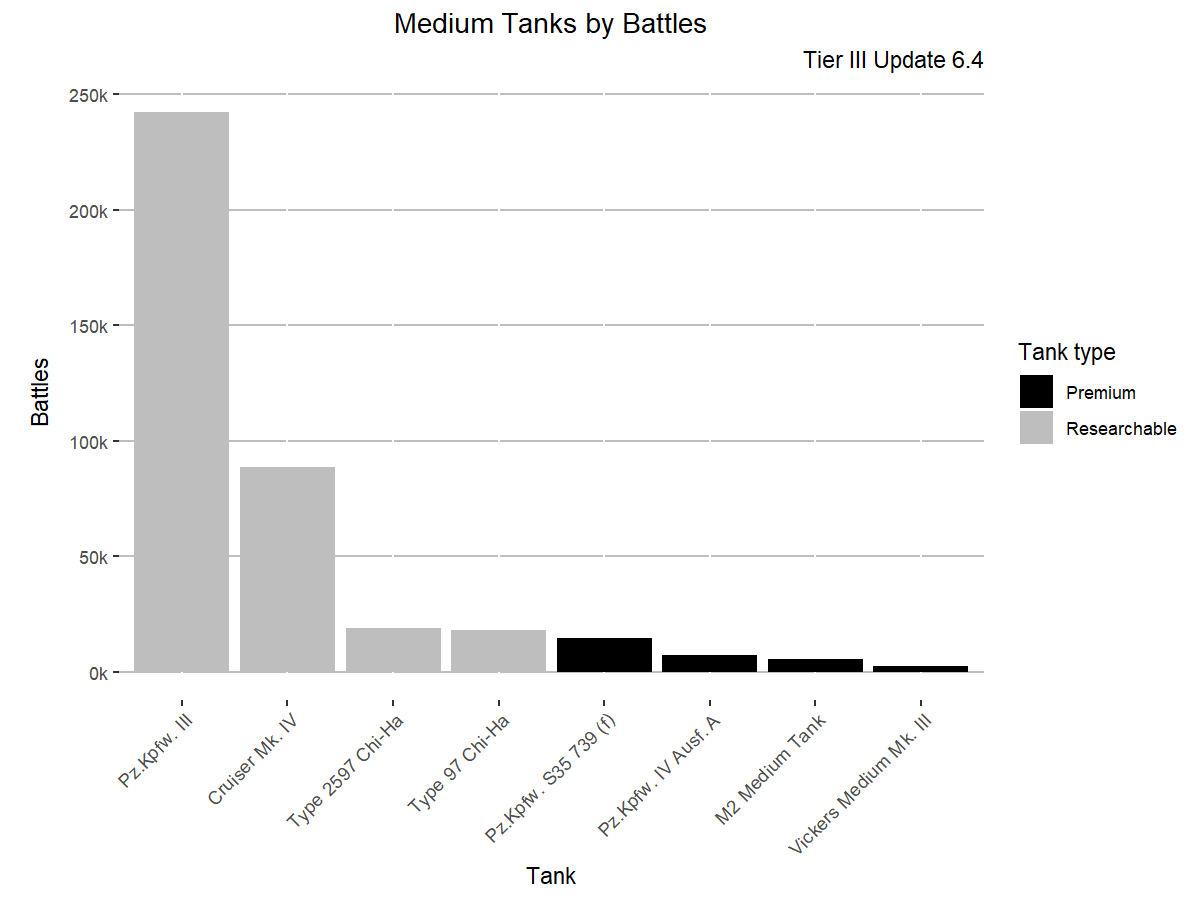 Medium Tanks by Battles
Tier III Update 6.4
Battles
250k
200k
150k
100k
50k
0k
Pz.Kpfw. III
Cruiser Mk. IV
Type 2597 Chi-Ha
Type 97 Chi-Ha
Pz.Kpfw. S35 739 (f)
Pz.Kpfw. IV Ausf. A
M2 Medium Tank
Vickers Medium Mk. III
Tank
Tank type
Premium
Researchable